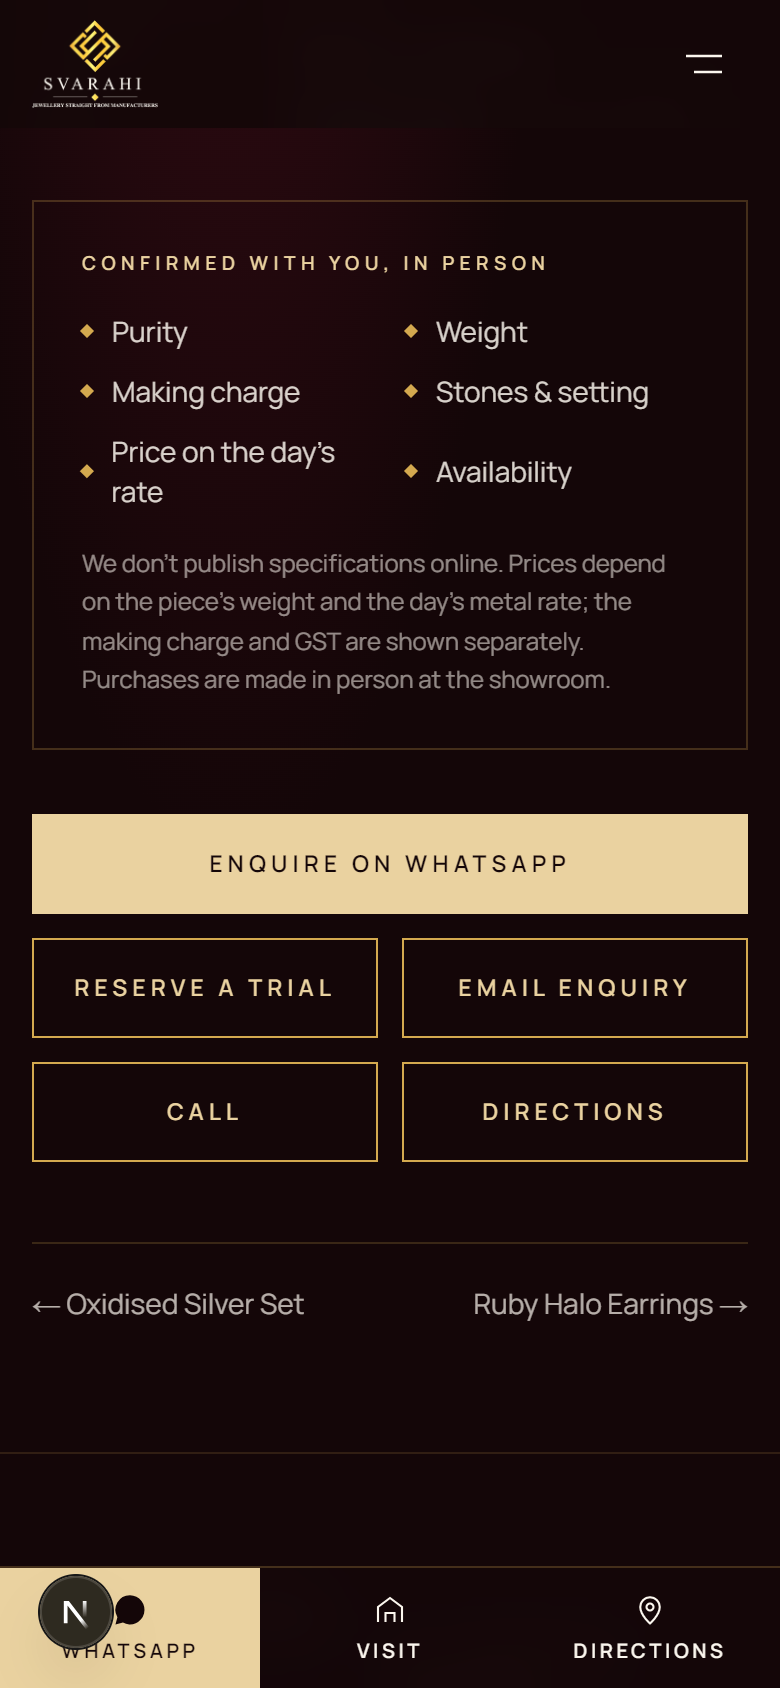 SVARAHI
JEWELLERY STRAIGHT FROM MANUFACTURERS
CONFIRMED WITH YOU, IN PERSON
Purity
Weight
Making charge
Stones & setting
Price on the day’s
rate
Availability
We don’t publish specifications online. Prices depend
on the piece’s weight and the day’s metal rate; the
making charge and GST are shown separately.
Purchases are made in person at the showroom.
ENQUIRE ON WHATSAPP
RESERVE A TRIAL
EMAIL ENQUIRY
CALL
DIRECTIONS
← Oxidised Silver Set
Ruby Halo Earrings →
N
WHATSAPP
VISIT
DIRECTIONS